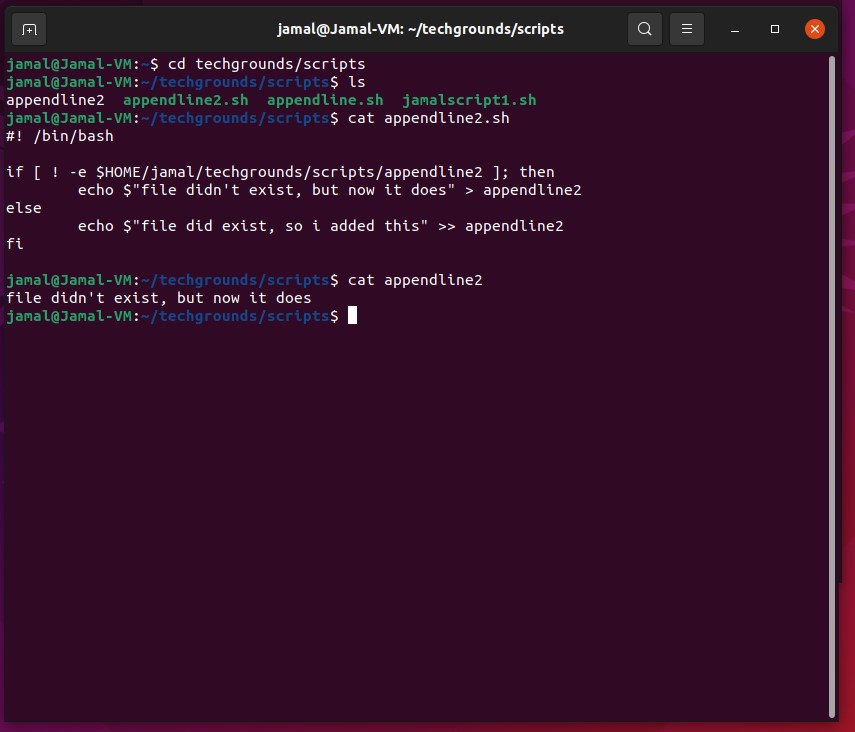 jamal@Jamal-VM: ~/techgrounds/scripts
jamal@Jamal-VM:~$ cd techgrounds/scripts
jamal@Jamal-VM:~/techgrounds/scripts$ ls
appendline2  appendline2.sh  appendline.sh  jamalscript1.sh
jamal@Jamal-VM:~/techgrounds/scripts$ cat appendline2.sh
#! /bin/bash

if [ ! -e $HOME/jamal/techgrounds/scripts/appendline2 ]; then
        echo $"file didn't exist, but now it does" > appendline2
else
        echo $"file did exist, so i added this" >> appendline2
fi

jamal@Jamal-VM:~/techgrounds/scripts$ cat appendline2
file didn't exist, but now it does
jamal@Jamal-VM:~/techgrounds/scripts$